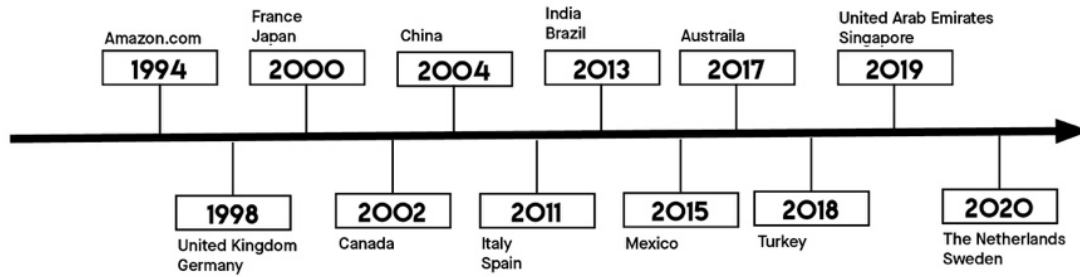 Amazon.com
1994
France
Japan
2000
China
2004
India
Brazil
2013
Austraila
2017
United Arab Emirates
Singapore
2019
1998
United Kingdom
Germany
2002
Canada
2011
Italy
Spain
2015
Mexico
2018
Turkey
2020
The Netherlands
Sweden